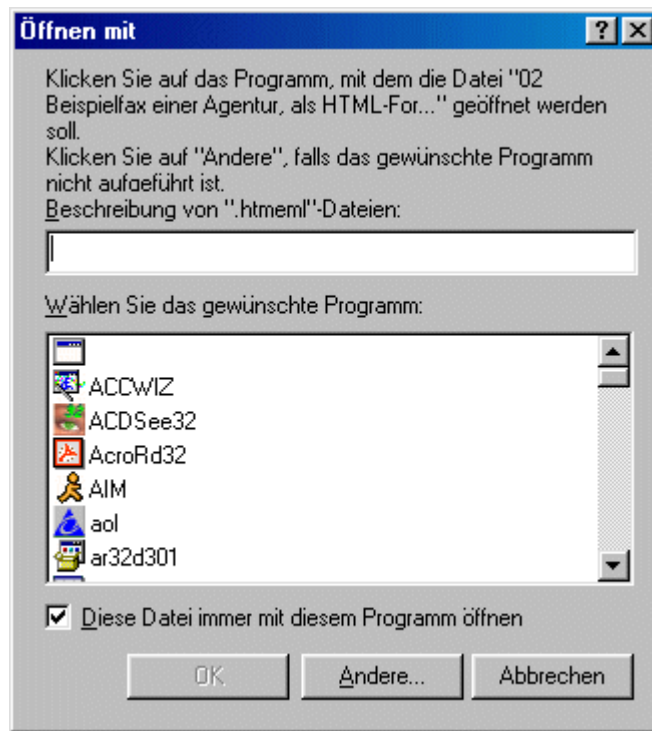 Öffnen mit
Klicken Sie auf das Programm, mit dem die Datei "02
Beispielfax einer Agentur, als HTML-For..." geöffnet werden
soll.
Klicken Sie auf "Andere", falls das gewünschte Programm
nicht aufgeführt ist.
Beschreibung von ".htmeml"-Dateien:
Wählen Sie das gewünschte Programm:
ACCWIZ
ACDSee32
AcroRd32
AIM
aol
ar32d301
Diese Datei immer mit diesem Programm öffnen
OK Andere... Abbrechen